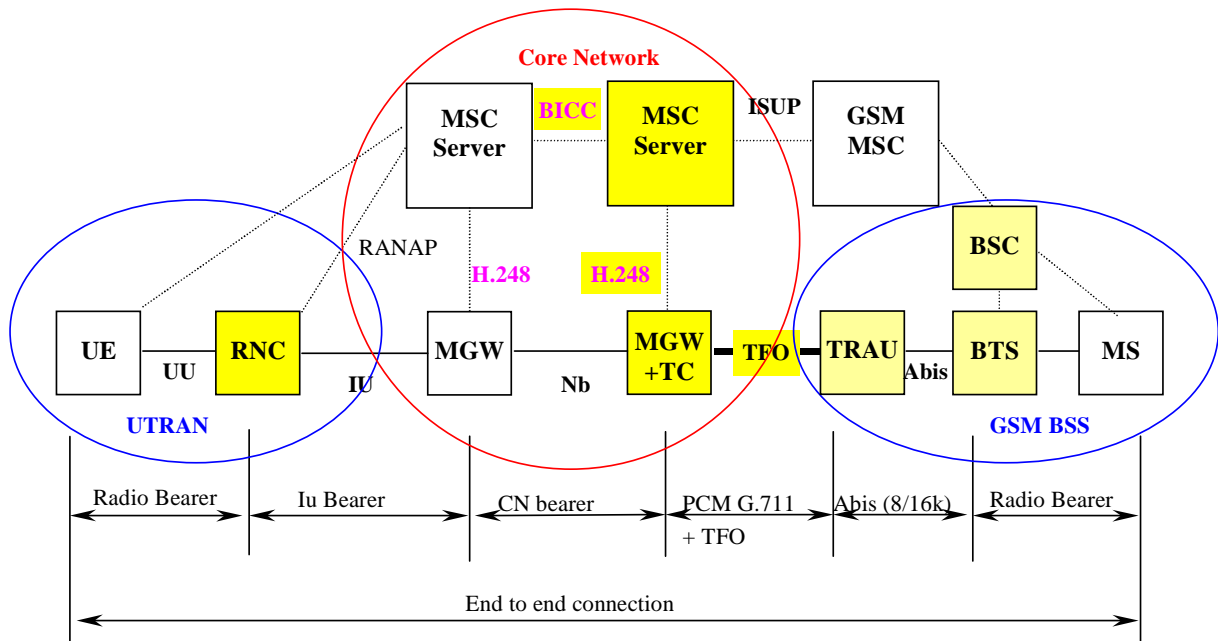 Core Network
MSC
Server
BICC
MSC
Server
ISUP
GSM
MSC
RANAP
H.248
H.248
BSC
UE
UU
RNC
IU
MGW
Nb
MGW
+TC
TFO
TRAU
Abis
BTS
MS
UTRAN
GSM BSS
Radio Bearer
Iu Bearer
CN bearer
PCM G.711
+ TFO
Abis (8/16k)
Radio Bearer
End to end connection